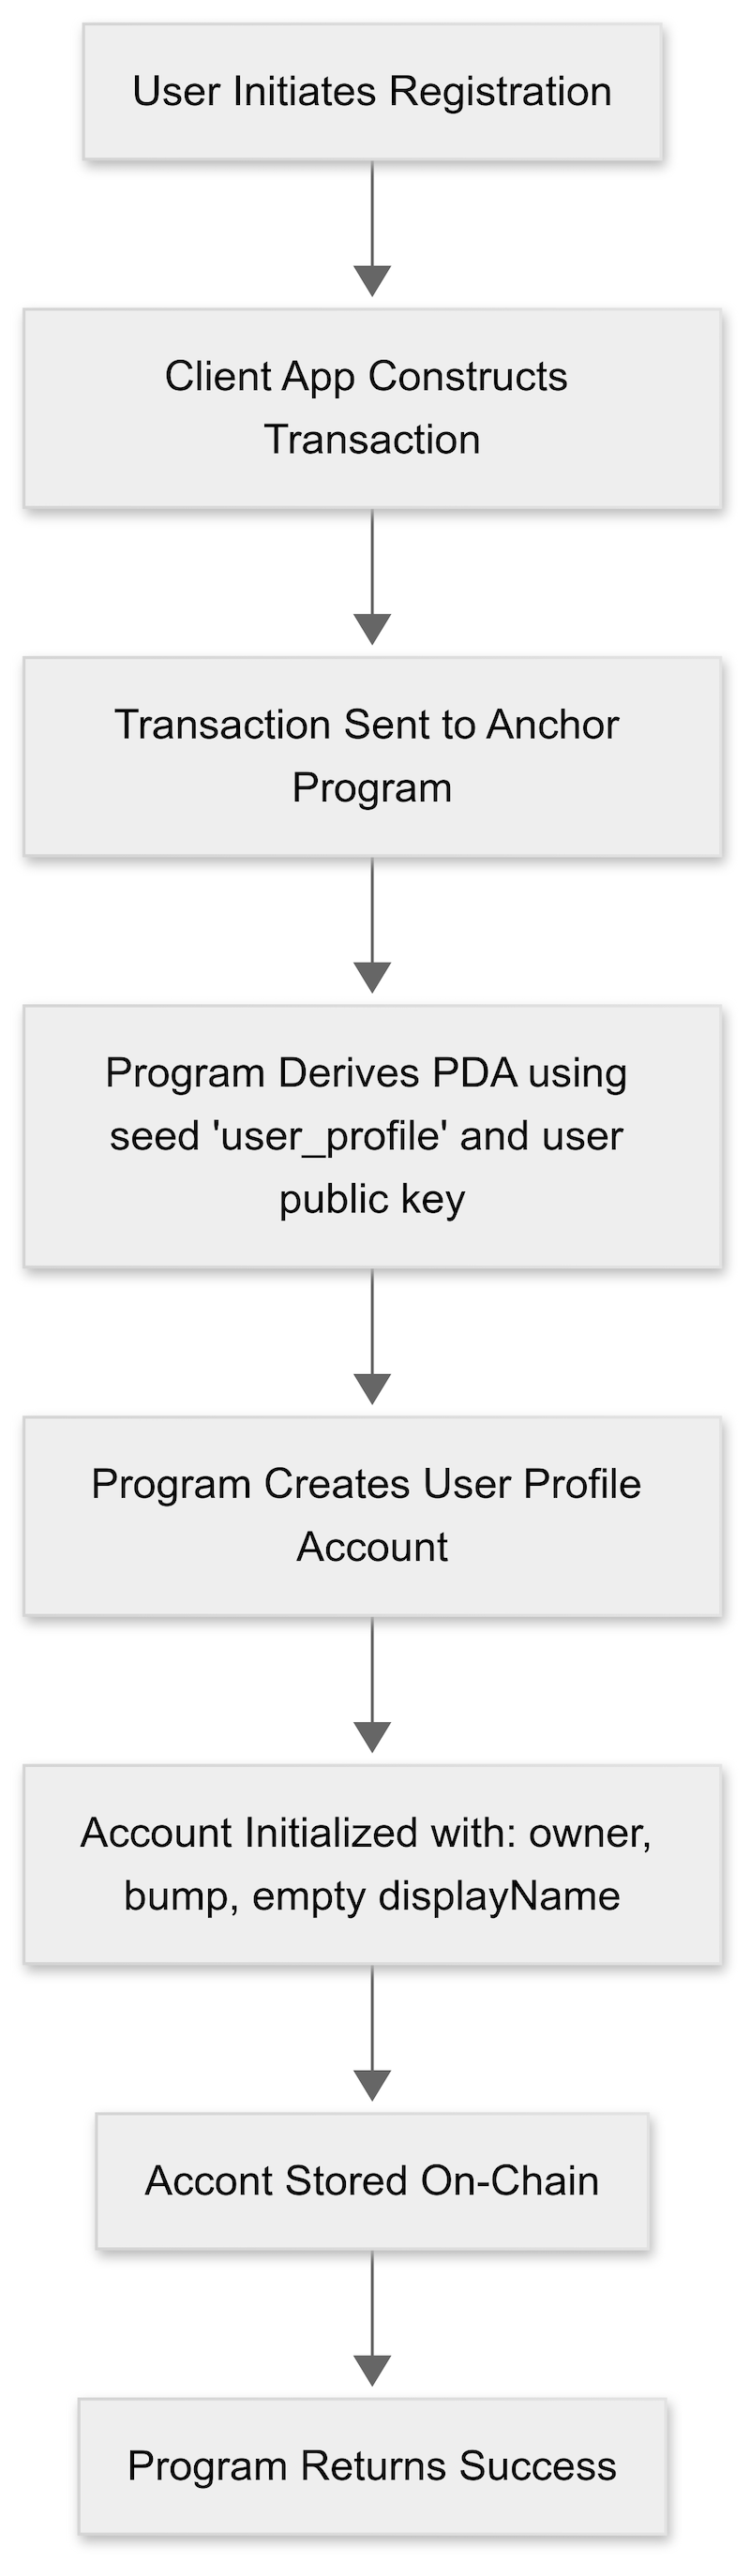 User Initiates Registration
Client App Constructs
Transaction
Transaction Sent to Anchor
Program
Program Derives PDA using
seed 'user_profile' and user
public key
Program Creates User Profile
Account
Account Initialized with: owner,
bump, empty displayName
Accont Stored On-Chain
Program Returns Success